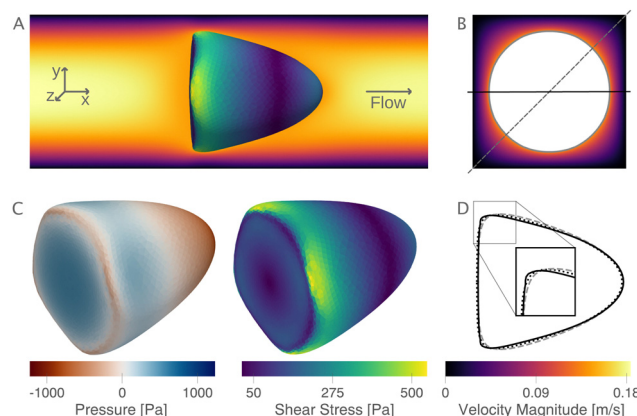 A
B
y
z
x
Flow
C
D
-1000 0 1000
50 275 500
0 0.09 0.18
Pressure [Pa]
Shear Stress [Pa]
Velocity Magnitude [m/s]